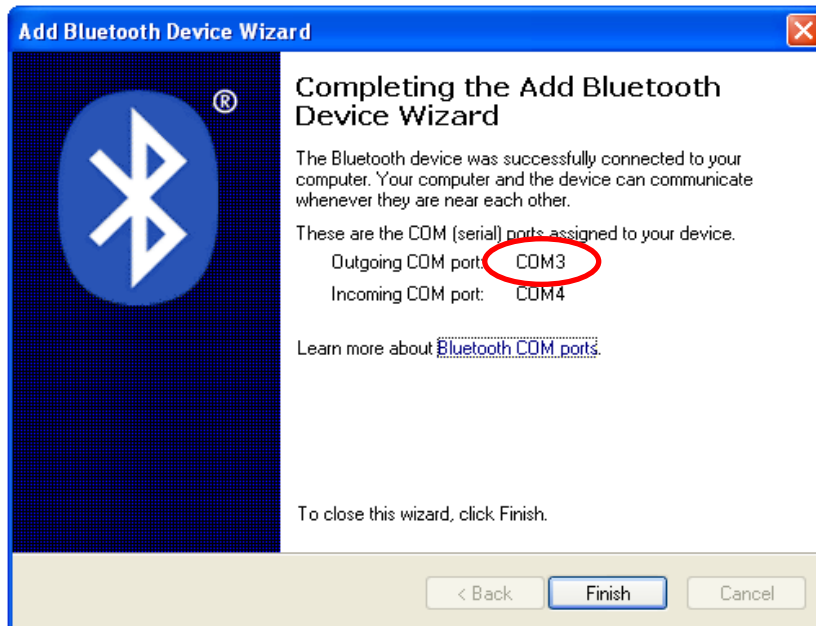 Add Bluetooth Device Wizard
®
Completing the Add Bluetooth
Device Wizard
The Bluetooth device was successfully connected to your
computer. Your computer and the device can communicate
whenever they are near each other.
These are the COM (serial) ports assigned to your device.
Outgoing COM port: COM3
Incoming COM port: COM4
Learn more about Bluetooth COM ports.
To close this wizard, click Finish.
< Back Finish Cancel